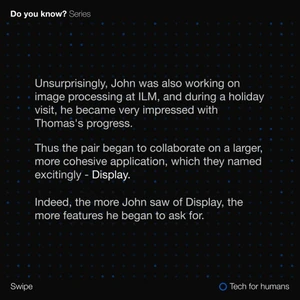 Do you know? Series
Unsurprisingly, John was also working on
image processing at ILM, and during a holiday
visit, he became very impressed with
Thomas's progress.
Thus the pair began to collaborate on a larger,
more cohesive application, which they named
excitingly - Display.
Indeed, the more John saw of Display, the
more features he began to ask for.
Swipe
Tech for humans